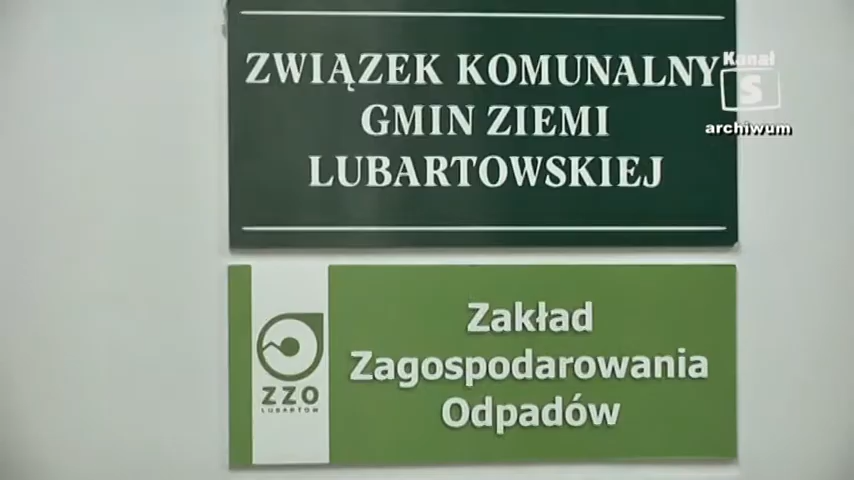 ZWIĄZEK KOMUNALNY
GMIN ZIEMI
LUBARTOWSKIEJ
Kanał
S
archiwum
Zakład
Zagospodarowania
Odpadów
ZZO
LUBARTÓW